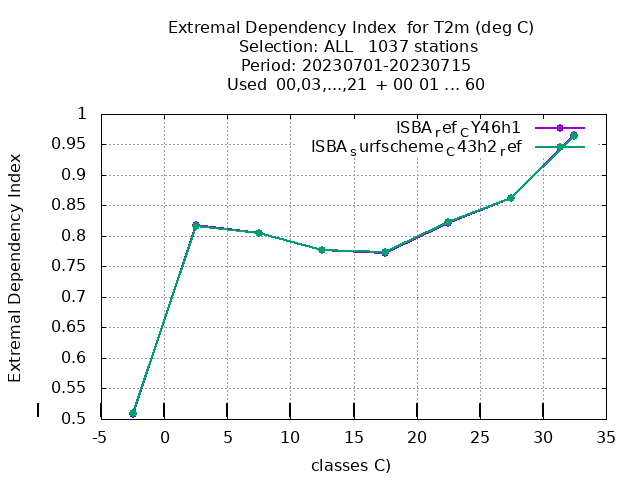 Extremal Dependency Index  for T2m (deg C)
Selection: ALL   1037 stations
Period: 20230701-20230715
Used  00,03,...,21  + 00 01 ... 60
Extremal Dependency Index
1
0.95
0.9
0.85
0.8
0.75
0.7
0.65
0.6
0.55
0.5
ISBA_ref_CY46h1
ISBA_surfscheme_C43h2_ref
-5 0 5 10 15 20 25 30 35
classes C)